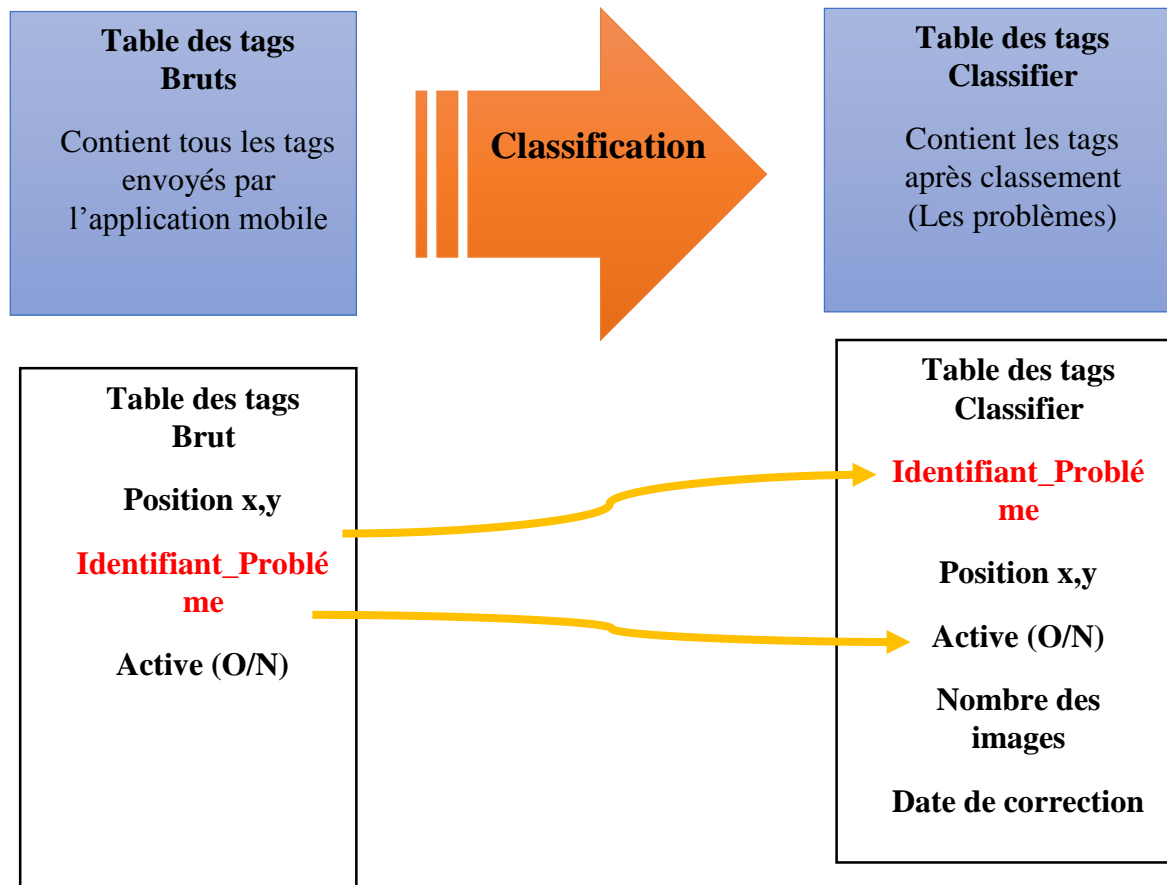 Table des tags
Bruts
Contient tous les tags
envoyés par
l’application mobile
Classification
Table des tags
Classifier
Contient les tags
après classement
(Les problèmes)
Table des tags
Brut
Position x,y
Identifiant_Problé
me
Active (O/N)
Table des tags
Classifier
Identifiant_Problé
me
Position x,y
Active (O/N)
Nombre des
images
Date de correction